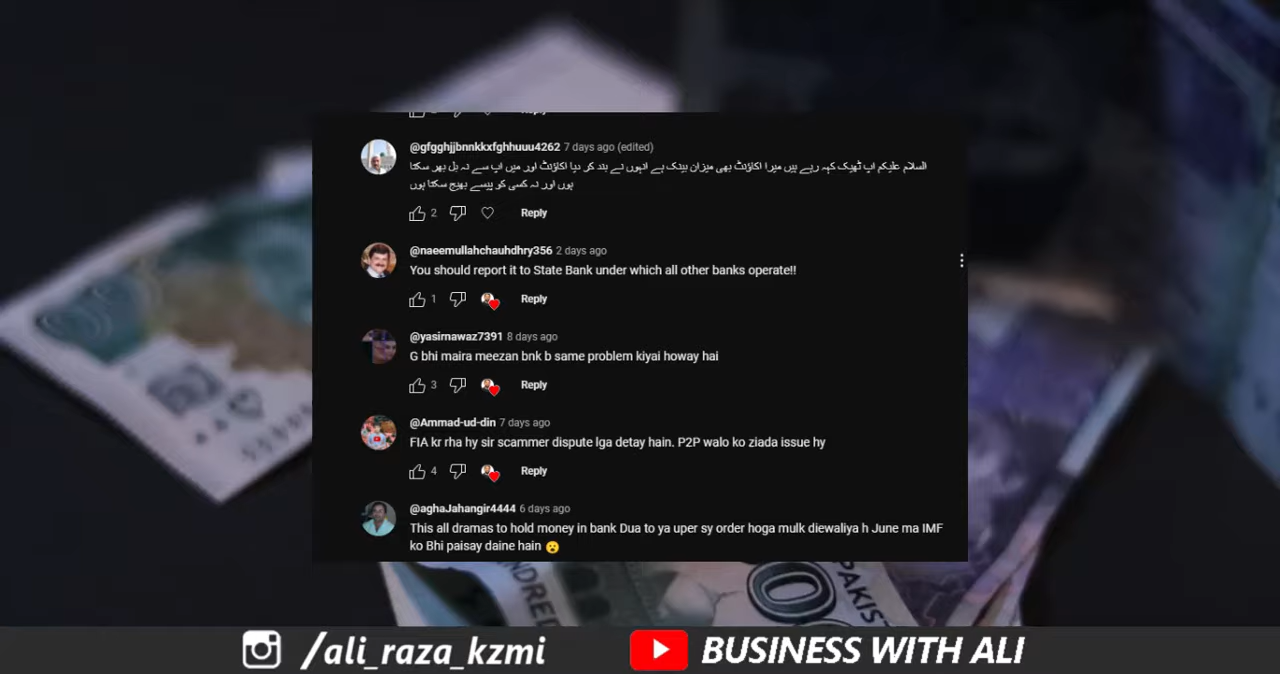 @gfgghjjbnnkkxfghhuuu4262 7 days ago (edited)
السلام علیکم اپ ٹھیک کہہ رہے ہیں میرا اکاؤنٹ بھی میزان بینک ہے انہوں نے بند کر دیا اکاؤنٹ اور میں اپ سے نہ بل بھر سکتا
ہوں اور نہ کسی کو پیسے بھیج سکتا ہوں
2 Reply
@naeemullahchauhdhry356 2 days ago
You should report it to State Bank under which all other banks operate!!
1 Reply
@yasirnawaz7391 8 days ago
G bhi maira meezan bnk b same problem kiyai howay hai
3 Reply
@Ammad-ud-din 7 days ago
FIA kr rha hy sir scammer dispute lga detay hain. P2P walo ko ziada issue hy
4 Reply
@aghaJahangir4444 6 days ago
This all dramas to hold money in bank Dua to ya uper sy order hoga mulk diewaliya h June ma IMF
ko Bhi paisay daine hain 😮
NDRED
PAKIS
/ali_raza_kzmi
BUSINESS WITH ALI